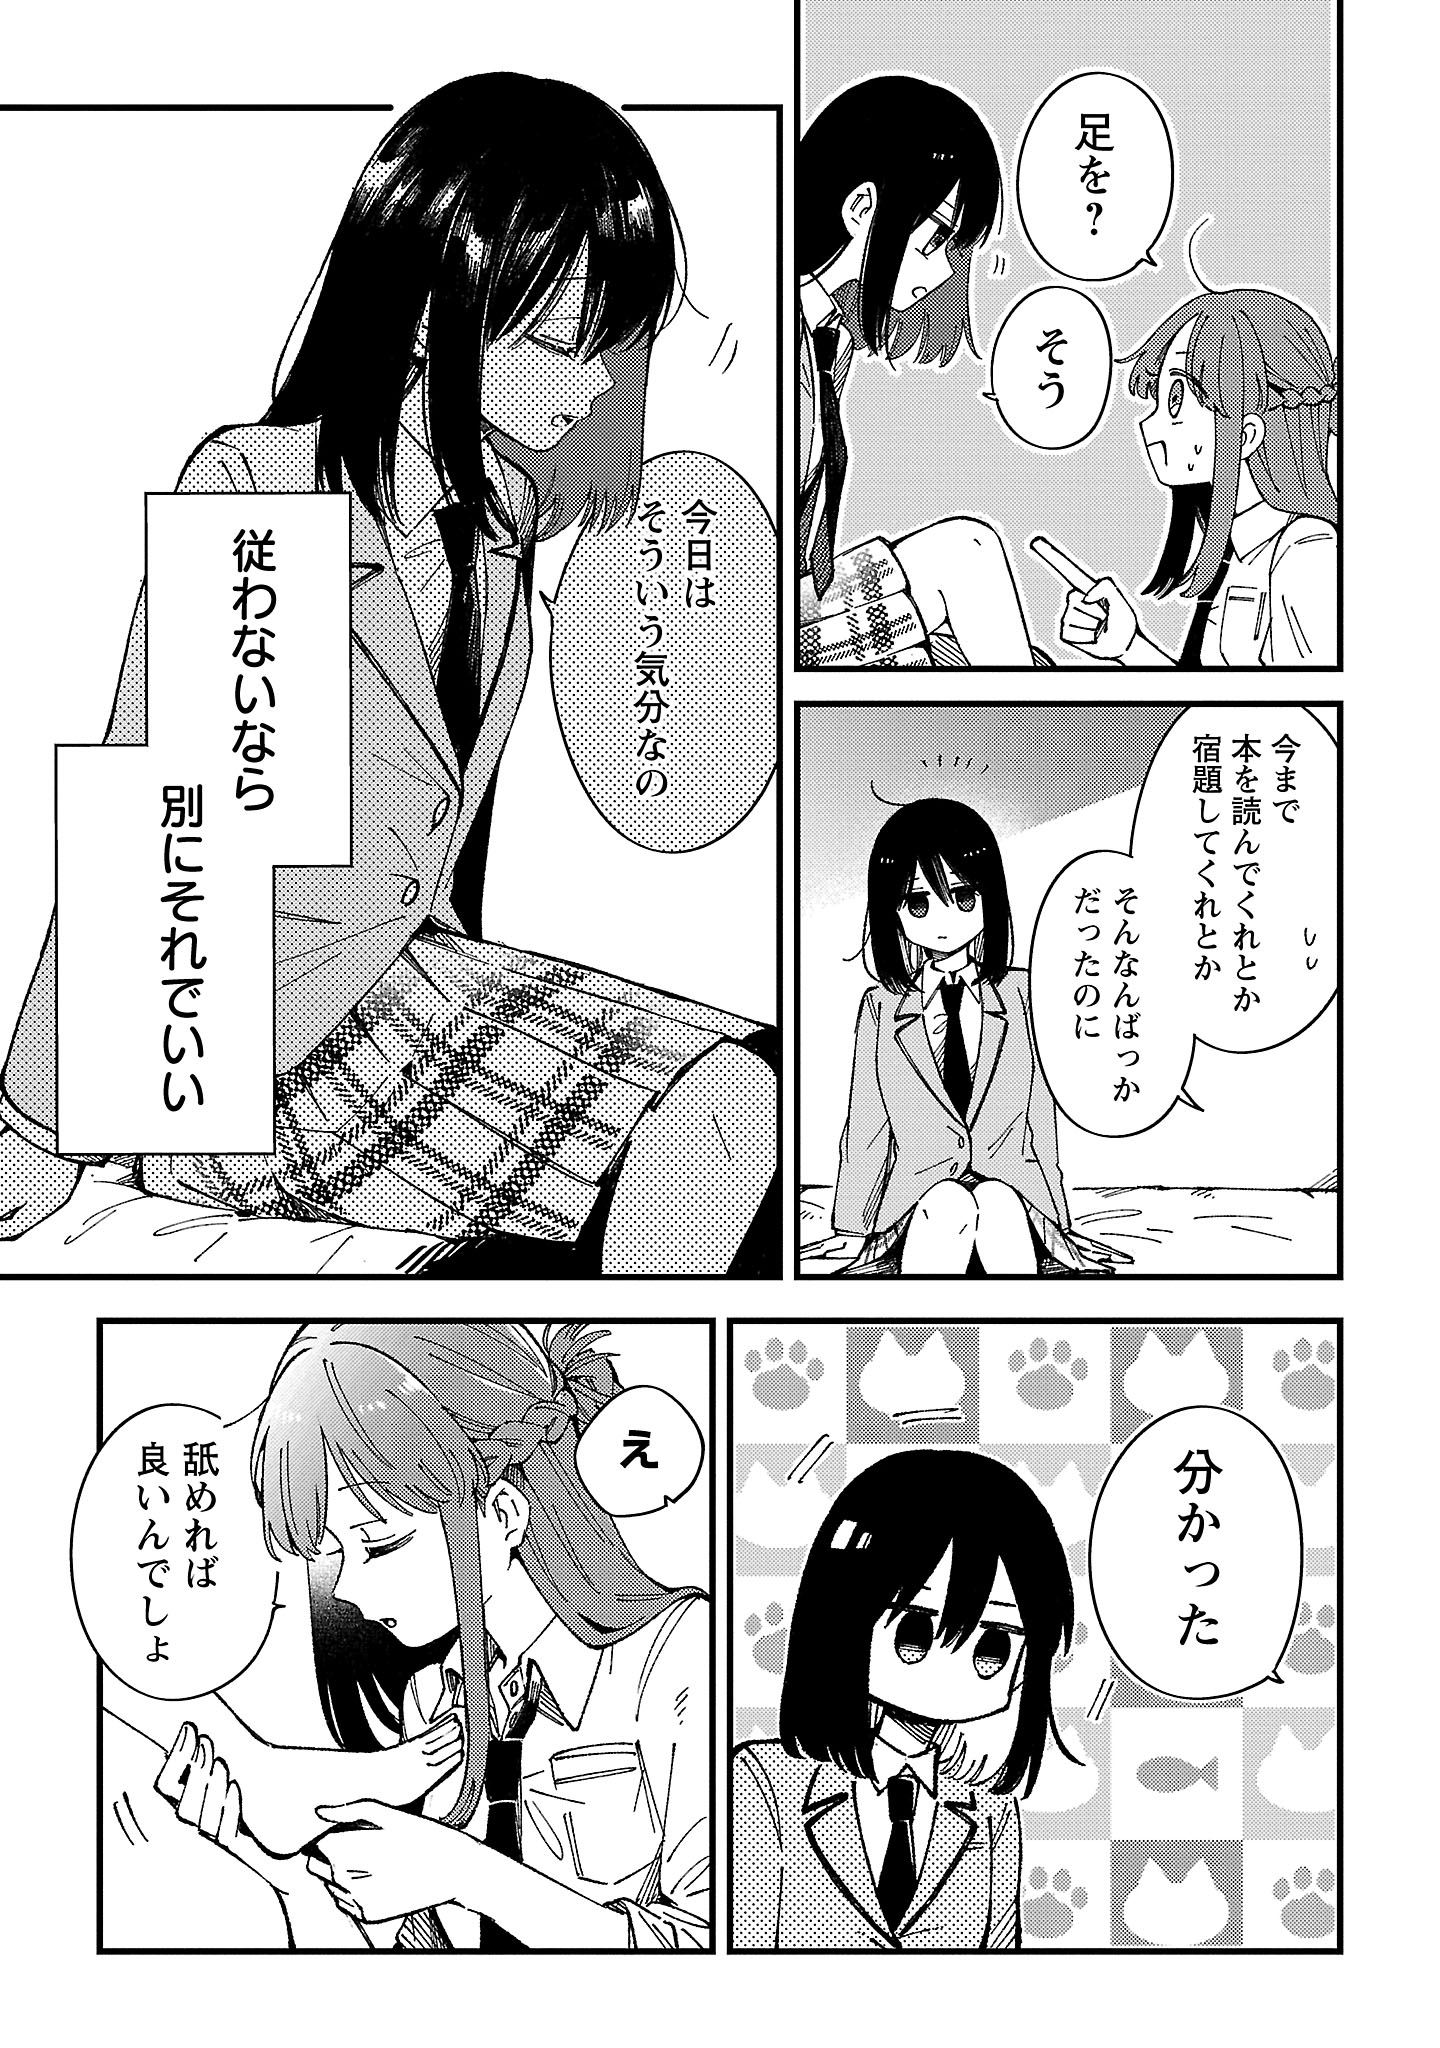 足を?
そう
今まで
本を読んでくれとか
宿題してくれとか
そんなんばっか
だったのに
今日は
そういう気分なの
従わないなら
別にそれでいい
分かった
え
舐めれば
良いんでしょ